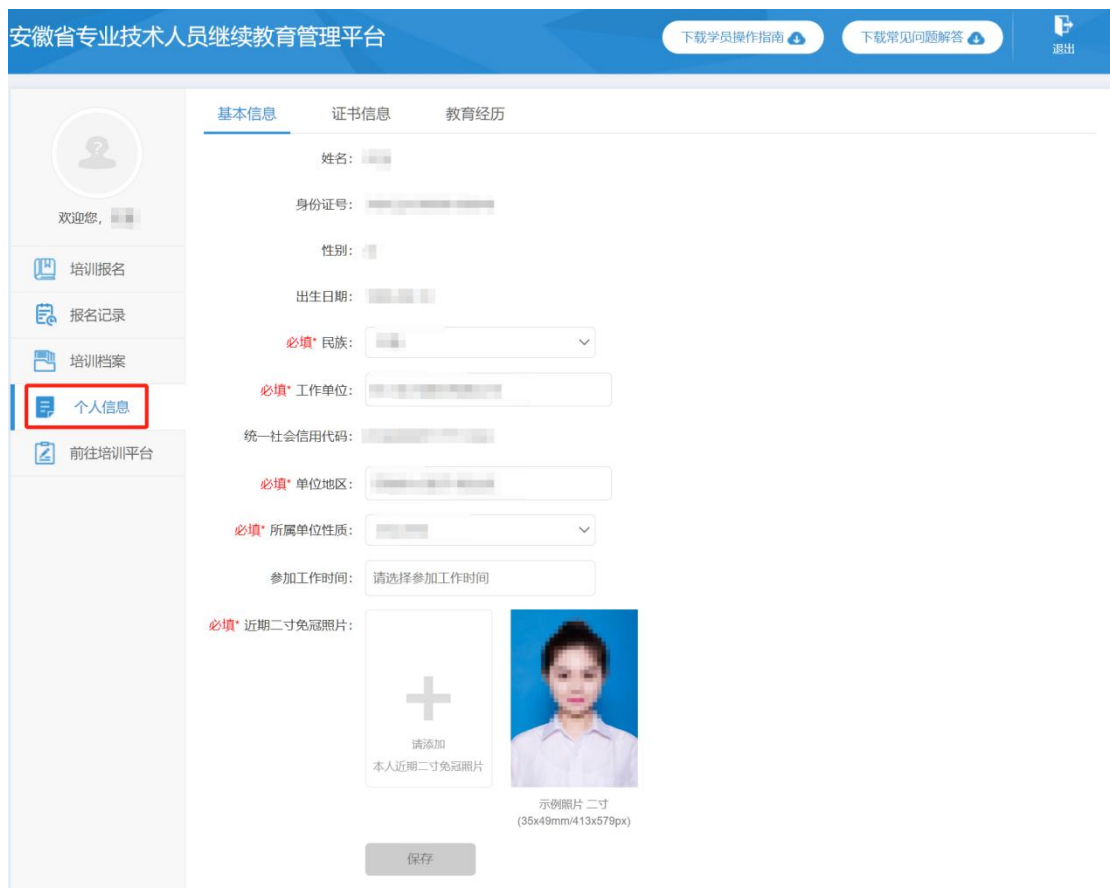 安徽省专业技术人员继续教育管理平台
下载学员操作指南
下载常见问题解答
退出
欢迎您，
培训报名
报名记录
培训档案
个人信息
前往培训平台
基本信息 证书信息 教育经历
姓名：
身份证号：
性别：
出生日期：
必填* 民族：
必填* 工作单位：
统一社会信用代码：
必填* 单位地区：
必填* 所属单位性质：
参加工作时间： 请选择参加工作时间
必填* 近期二寸免冠照片：
请添加
本人近期二寸免冠照片
示例照片 二寸
(35x49mm/413x579px)
保存